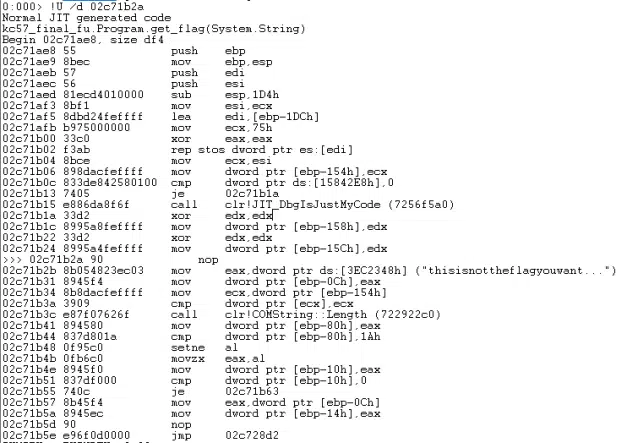 0:000> !U /d 02c71b2a
Normal JIT generated code
kc57_final_fu.Program.get_flag(System.String)
Begin 02c71ae8, size df4
02c71ae8 55 push ebp
02c71ae9 8bec mov ebp,esp
02c71aeb 57 push edi
02c71aec 56 push esi
02c71aed 81ecd4010000 sub esp,1D4h
02c71af3 8bf1 mov esi,ecx
02c71af5 8dbd24feffff lea edi,[ebp-1DCh]
02c71afb b975000000 mov ecx,75h
02c71b00 33c0 xor eax,eax
02c71b02 f3ab rep stos dword ptr es:[edi]
02c71b04 8bce mov ecx,esi
02c71b06 898dacfeffff mov dword ptr [ebp-154h],ecx
02c71b0c 833de842580100 cmp dword ptr ds:[15842E8h],0
02c71b13 7405 je 02c71b1a
02c71b15 e886da8f6f call clr!JIT_DbgIsJustMyCode (7256f5a0)
02c71b1a 33d2 xor edx,edx
02c71b1c 8995a8feffff mov dword ptr [ebp-158h],edx
02c71b22 33d2 xor edx,edx
02c71b24 8995a4feffff mov dword ptr [ebp-15Ch],edx
>>> 02c71b2a 90 nop
02c71b2b 8b054823ec03 mov eax,dword ptr ds:[3EC2348h] ("thisisnottheflagyouwant...")
02c71b31 8945f4 mov dword ptr [ebp-0Ch],eax
02c71b34 8b8dacfeffff mov ecx,dword ptr [ebp-154h]
02c71b3a 3909 cmp dword ptr [ecx],ecx
02c71b3c e87f07626f call clr!COMString::Length (722922c0)
02c71b41 894580 mov dword ptr [ebp-80h],eax
02c71b44 837d801a cmp dword ptr [ebp-80h],1Ah
02c71b48 0f95c0 setne al
02c71b4b 0fb6c0 movzx eax,al
02c71b4e 8945f0 mov dword ptr [ebp-10h],eax
02c71b51 837df000 cmp dword ptr [ebp-10h],0
02c71b55 740c je 02c71b63
02c71b57 8b45f4 mov eax,dword ptr [ebp-0Ch]
02c71b5a 8945ec mov dword ptr [ebp-14h],eax
02c71b5d 90 nop
02c71b5e e96f0d0000 jmp 02c728d2